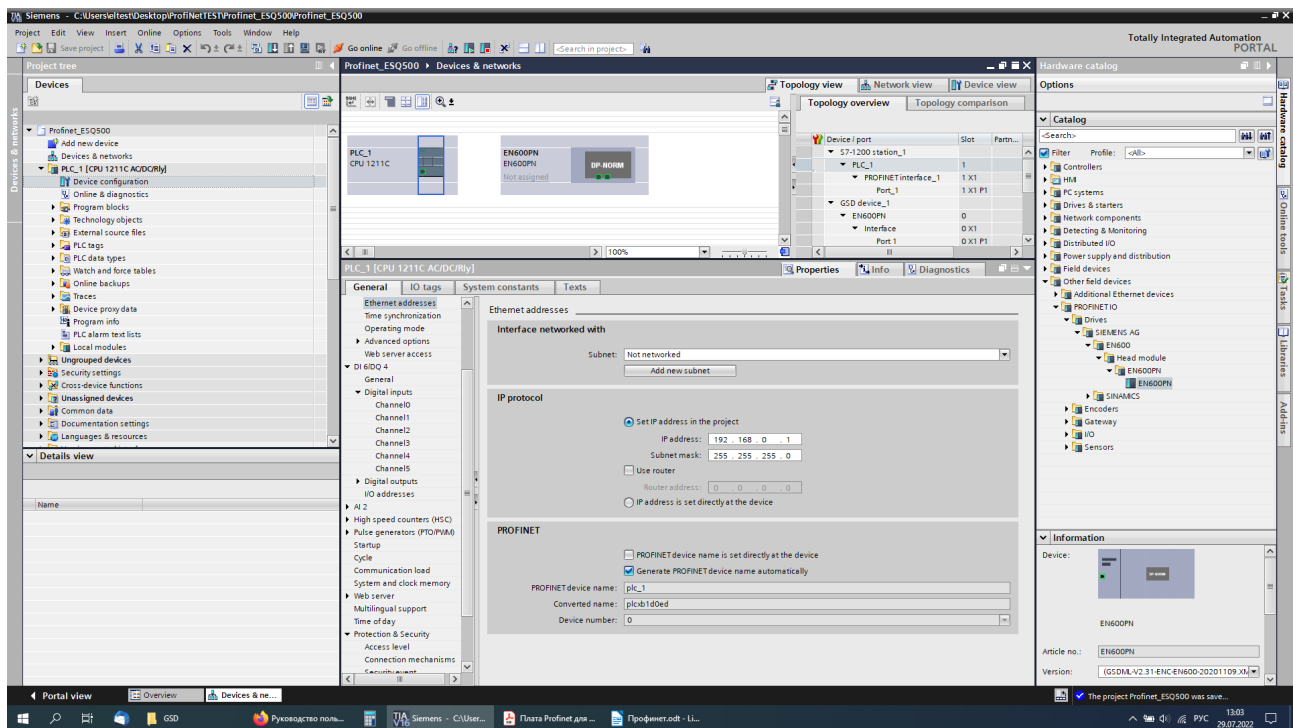 Siemens - C:\Users\eltest\Desktop\ProfiNetTEST\Profinet_ESQ500\Profinet_ESQ500
Project Edit View Insert Online Options Tools Window Help
Totally Integrated Automation
PORTAL
Save project
Go online
Go offline
<Search in project>
Project tree
Devices
Devices & networks
Profinet_ESQ500
Add new device
Devices & networks
PLC_1 [CPU 1211C AC/DC/Rly]
Device configuration
Online & diagnostics
Program blocks
Technology objects
External source files
PLC tags
PLC data types
Watch and force tables
Online backups
Traces
Device proxy data
Program info
PLC alarm text lists
Local modules
Ungrouped devices
Security settings
Cross-device functions
Unassigned devices
Common data
Documentation settings
Languages & resources
Details view
Name
Profinet_ESQ500 Devices & networks
Topology view
Network view
Device view
PLC_1
CPU 1211C
EN600PN
EN600PN
Not assigned
DP-NORM
100%
Topology overview
Topology comparison
Device / port Slot Partn...
S7-1200 station_1
PLC_1 1
PROFINET interface_1 1 X1
Port_1 1 X1 P1
GSD device_1
EN600PN 0
Interface 0 X1
Port 1 0 X1 P1
PLC_1 [CPU 1211C AC/DC/Rly]
Properties
Info
Diagnostics
General
IO tags
System constants
Texts
Ethernet addresses
Time synchronization
Operating mode
Advanced options
Web server access
DI 6/DQ 4
General
Digital inputs
Channel0
Channel1
Channel2
Channel3
Channel4
Channel5
Digital outputs
I/O addresses
AI 2
High speed counters (HSC)
Pulse generators (PTO/PWM)
Startup
Cycle
Communication load
System and clock memory
Web server
Multilingual support
Time of day
Protection & Security
Access level
Connection mechanisms
Security event
Ethernet addresses
Interface networked with
Subnet: Not networked
Add new subnet
IP protocol
Set IP address in the project
IP address: 192 . 168 . 0 . 1
Subnet mask: 255 . 255 . 255 . 0
Use router
Router address: 0 . 0 . 0 . 0
IP address is set directly at the device
PROFINET
PROFINET device name is set directly at the device
Generate PROFINET device name automatically
PROFINET device name: plc_1
Converted name: plcxb1d0ed
Device number: 0
Hardware catalog
Options
Catalog
<Search>
Filter Profile: <All>
Controllers
HMI
PC systems
Drives & starters
Network components
Detecting & Monitoring
Distributed I/O
Power supply and distribution
Field devices
Other field devices
Additional Ethernet devices
PROFINET IO
Drives
SIEMENS AG
EN600
Head module
EN600PN
EN600PN
SINAMICS
Encoders
Gateway
I/O
Sensors
Information
Device:
DP-NORM
EN600PN
Article no.: EN600PN
Version: (GSDML-V2.31-ENC-EN600-20201109.XM
Hardware catalog
Online tools
Tasks
Libraries
Add-ins
Portal view
Overview
Devices & ne...
The project Profinet_ESQ500 was save...
GSD
Руководство поль...
Siemens - C:\User...
Плата Profinet для ...
Профинет.odt - Li...
РУС
13:03
29.07.2022